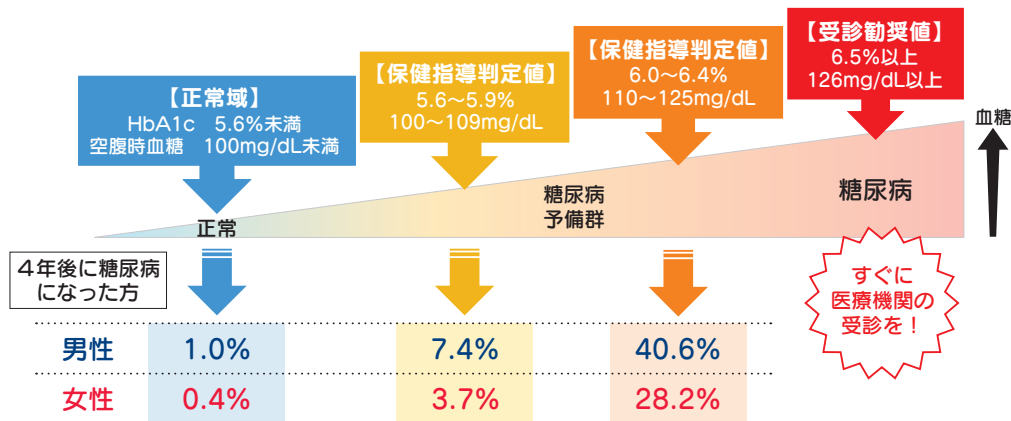 【正常域】
HbA1c 5.6%未満
空腹時血糖 100mg/dL未満
【保健指導判定値】
5.6〜5.9%
100〜109mg/dL
【保健指導判定値】
6.0〜6.4%
110〜125mg/dL
【受診勧奨値】
6.5%以上
126mg/dL以上
血糖
正常
糖尿病
予備群
糖尿病
4年後に糖尿病
になった方
すぐに
医療機関の
受診を！
男性 1.0% 7.4% 40.6%
女性 0.4% 3.7% 28.2%